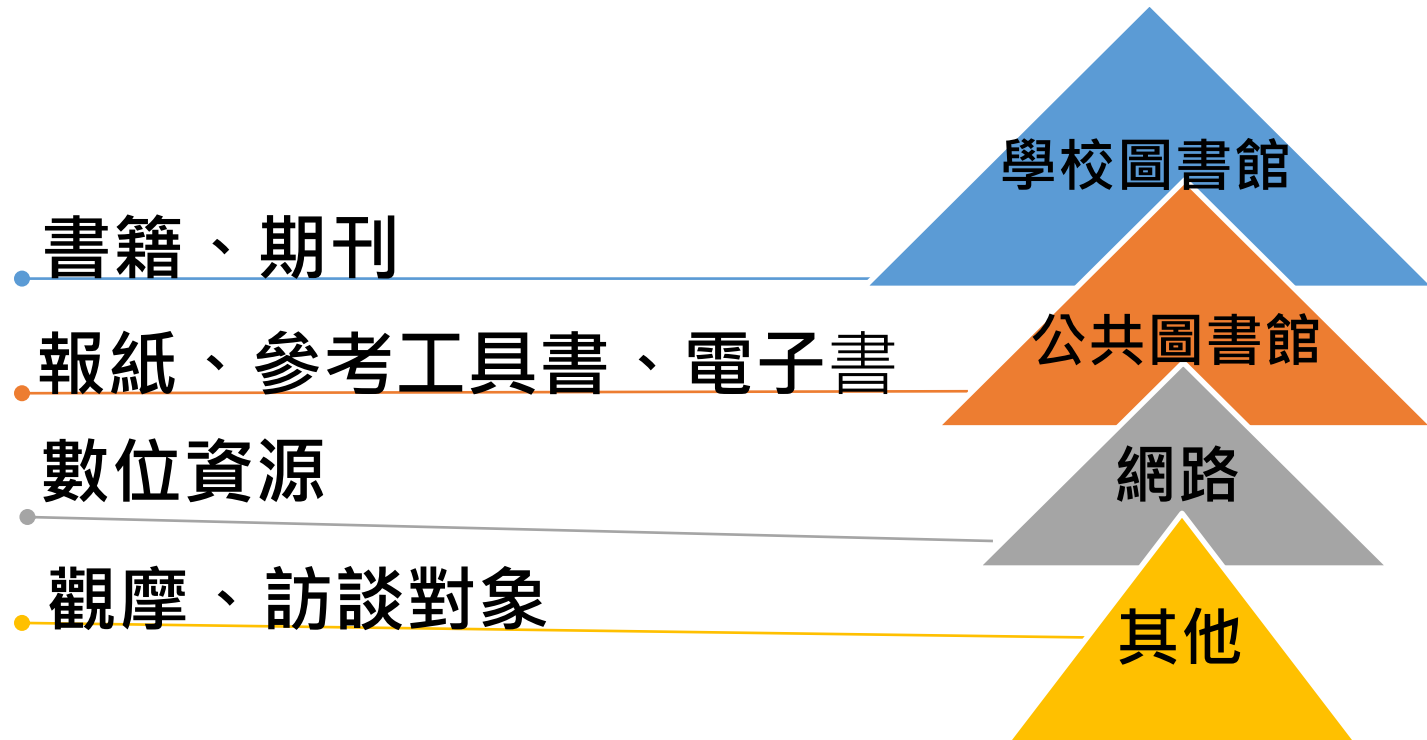 學校圖書館
書籍、期刊
公共圖書館
報紙、參考工具書、電子書
網路
數位資源
其他
觀摩、訪談對象